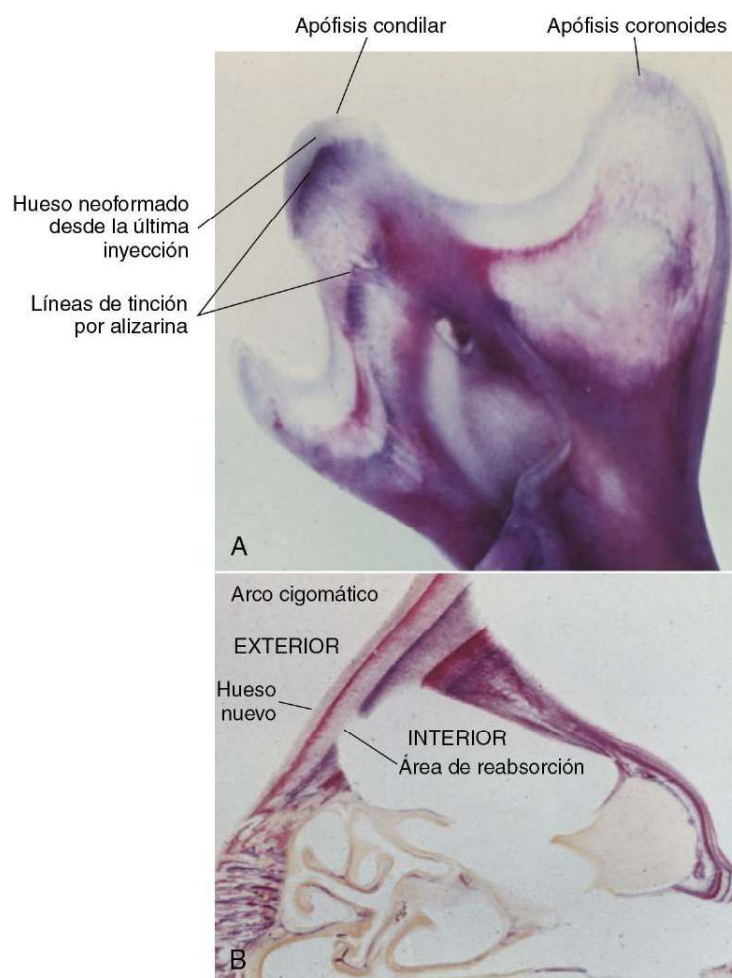 Apófisis condilar
Apófisis coronoides
Hueso neoformado
desde la última
inyección
Líneas de tinción
por alizarina
A
Arco cigomático
EXTERIOR
Hueso
nuevo
INTERIOR
Área de reabsorción
B